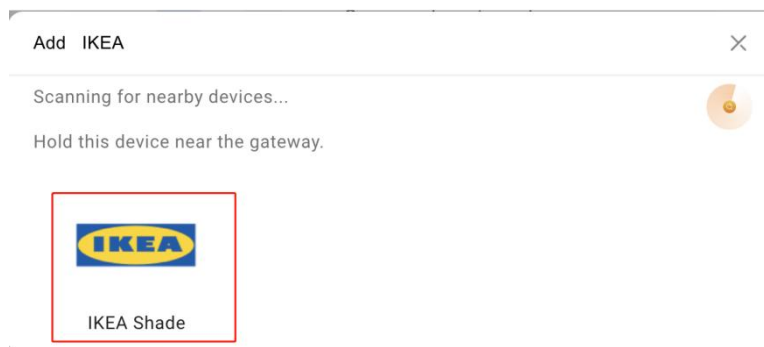 Add IKEA
Scanning for nearby devices...
Hold this device near the gateway.
IKEA
IKEA Shade